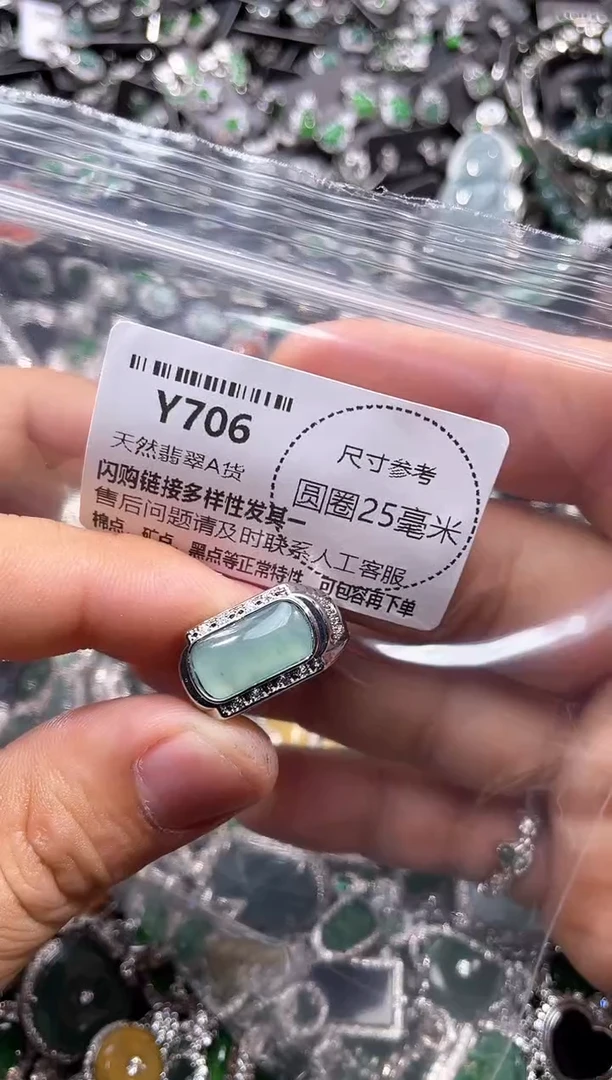 Y706
天然翡翠A货
闪购链接多样性发其一
售后问题请及时联系人工客服
棉点、矿点、黑点等正常特性，可包容再下单
尺寸参考
圆圈25毫米